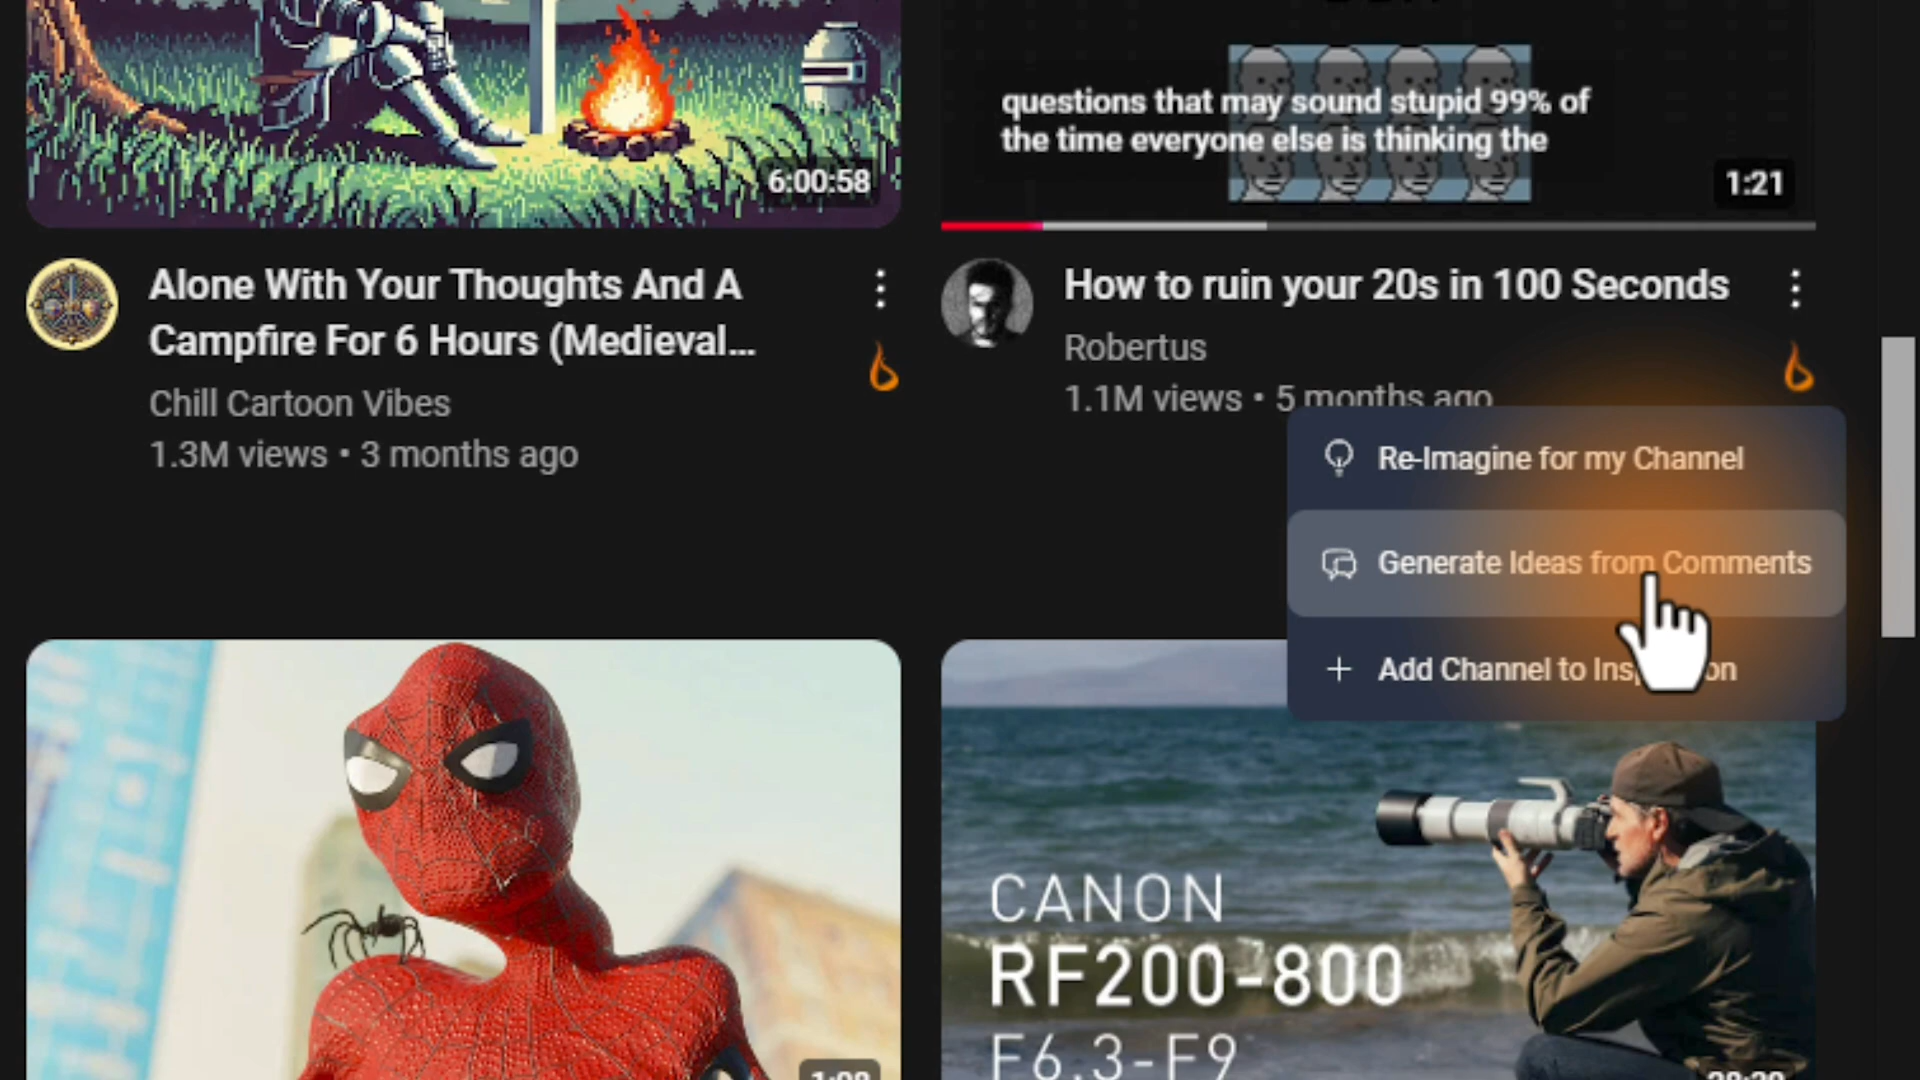 6:00:58
questions that may sound stupid 99% of
the time everyone else is thinking the
1:21
Alone With Your Thoughts And A
Campfire For 6 Hours (Medieval...
Chill Cartoon Vibes
1.3M views • 3 months ago
How to ruin your 20s in 100 Seconds
Robertus
1.1M views • 5 months ago
Re-Imagine for my Channel
Generate Ideas from Comments
Add Channel to
CANON
RF200-800
F6.3-F9